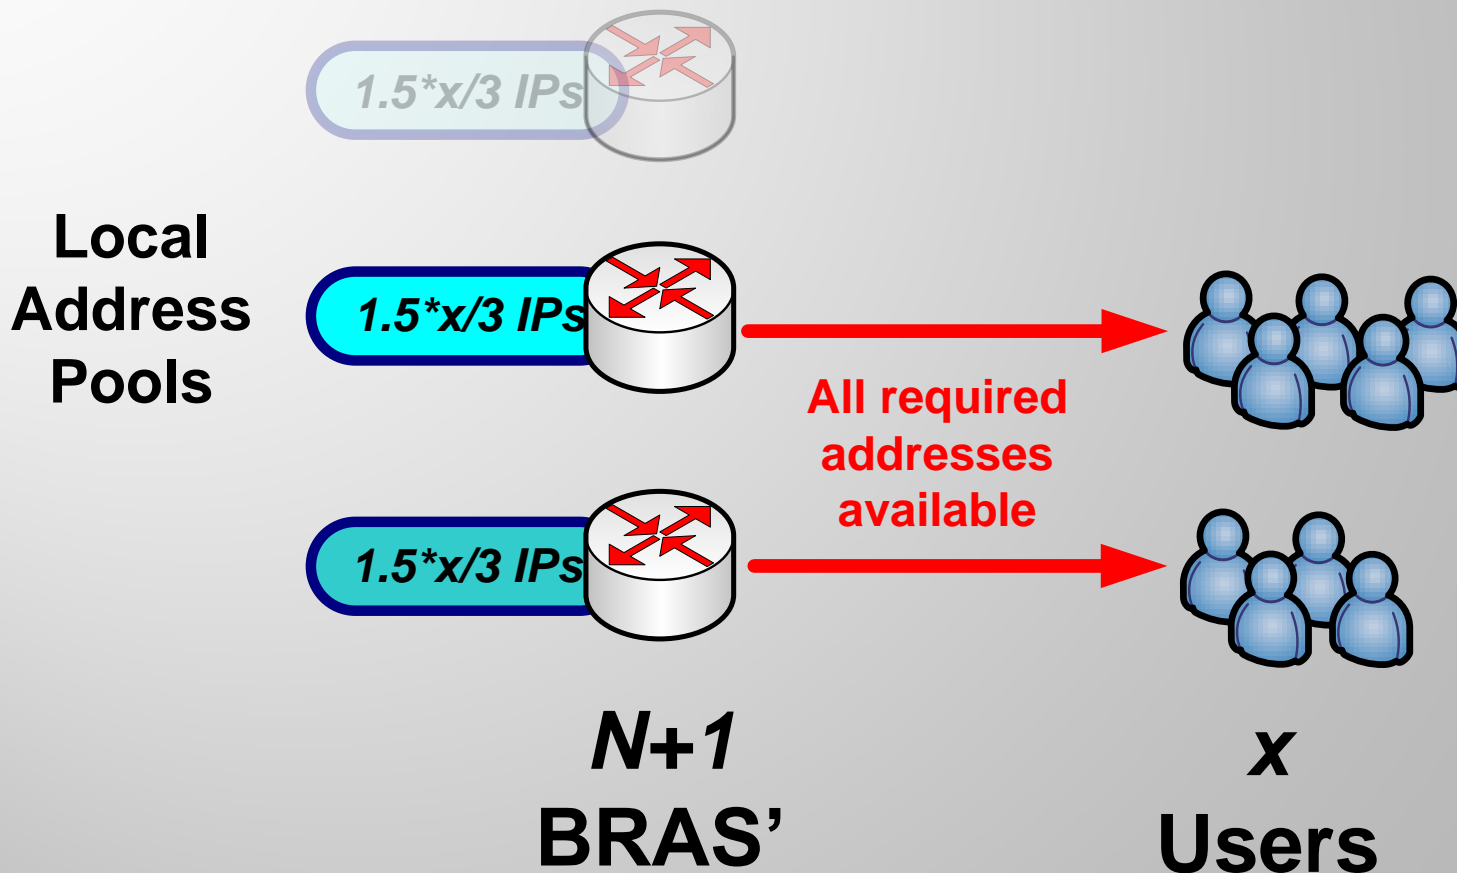 1.5*x/3 IPs
Local
Address
Pools
1.5*x/3 IPs
All required
addresses
available
1.5*x/3 IPs
N+1
BRAS’
x
Users